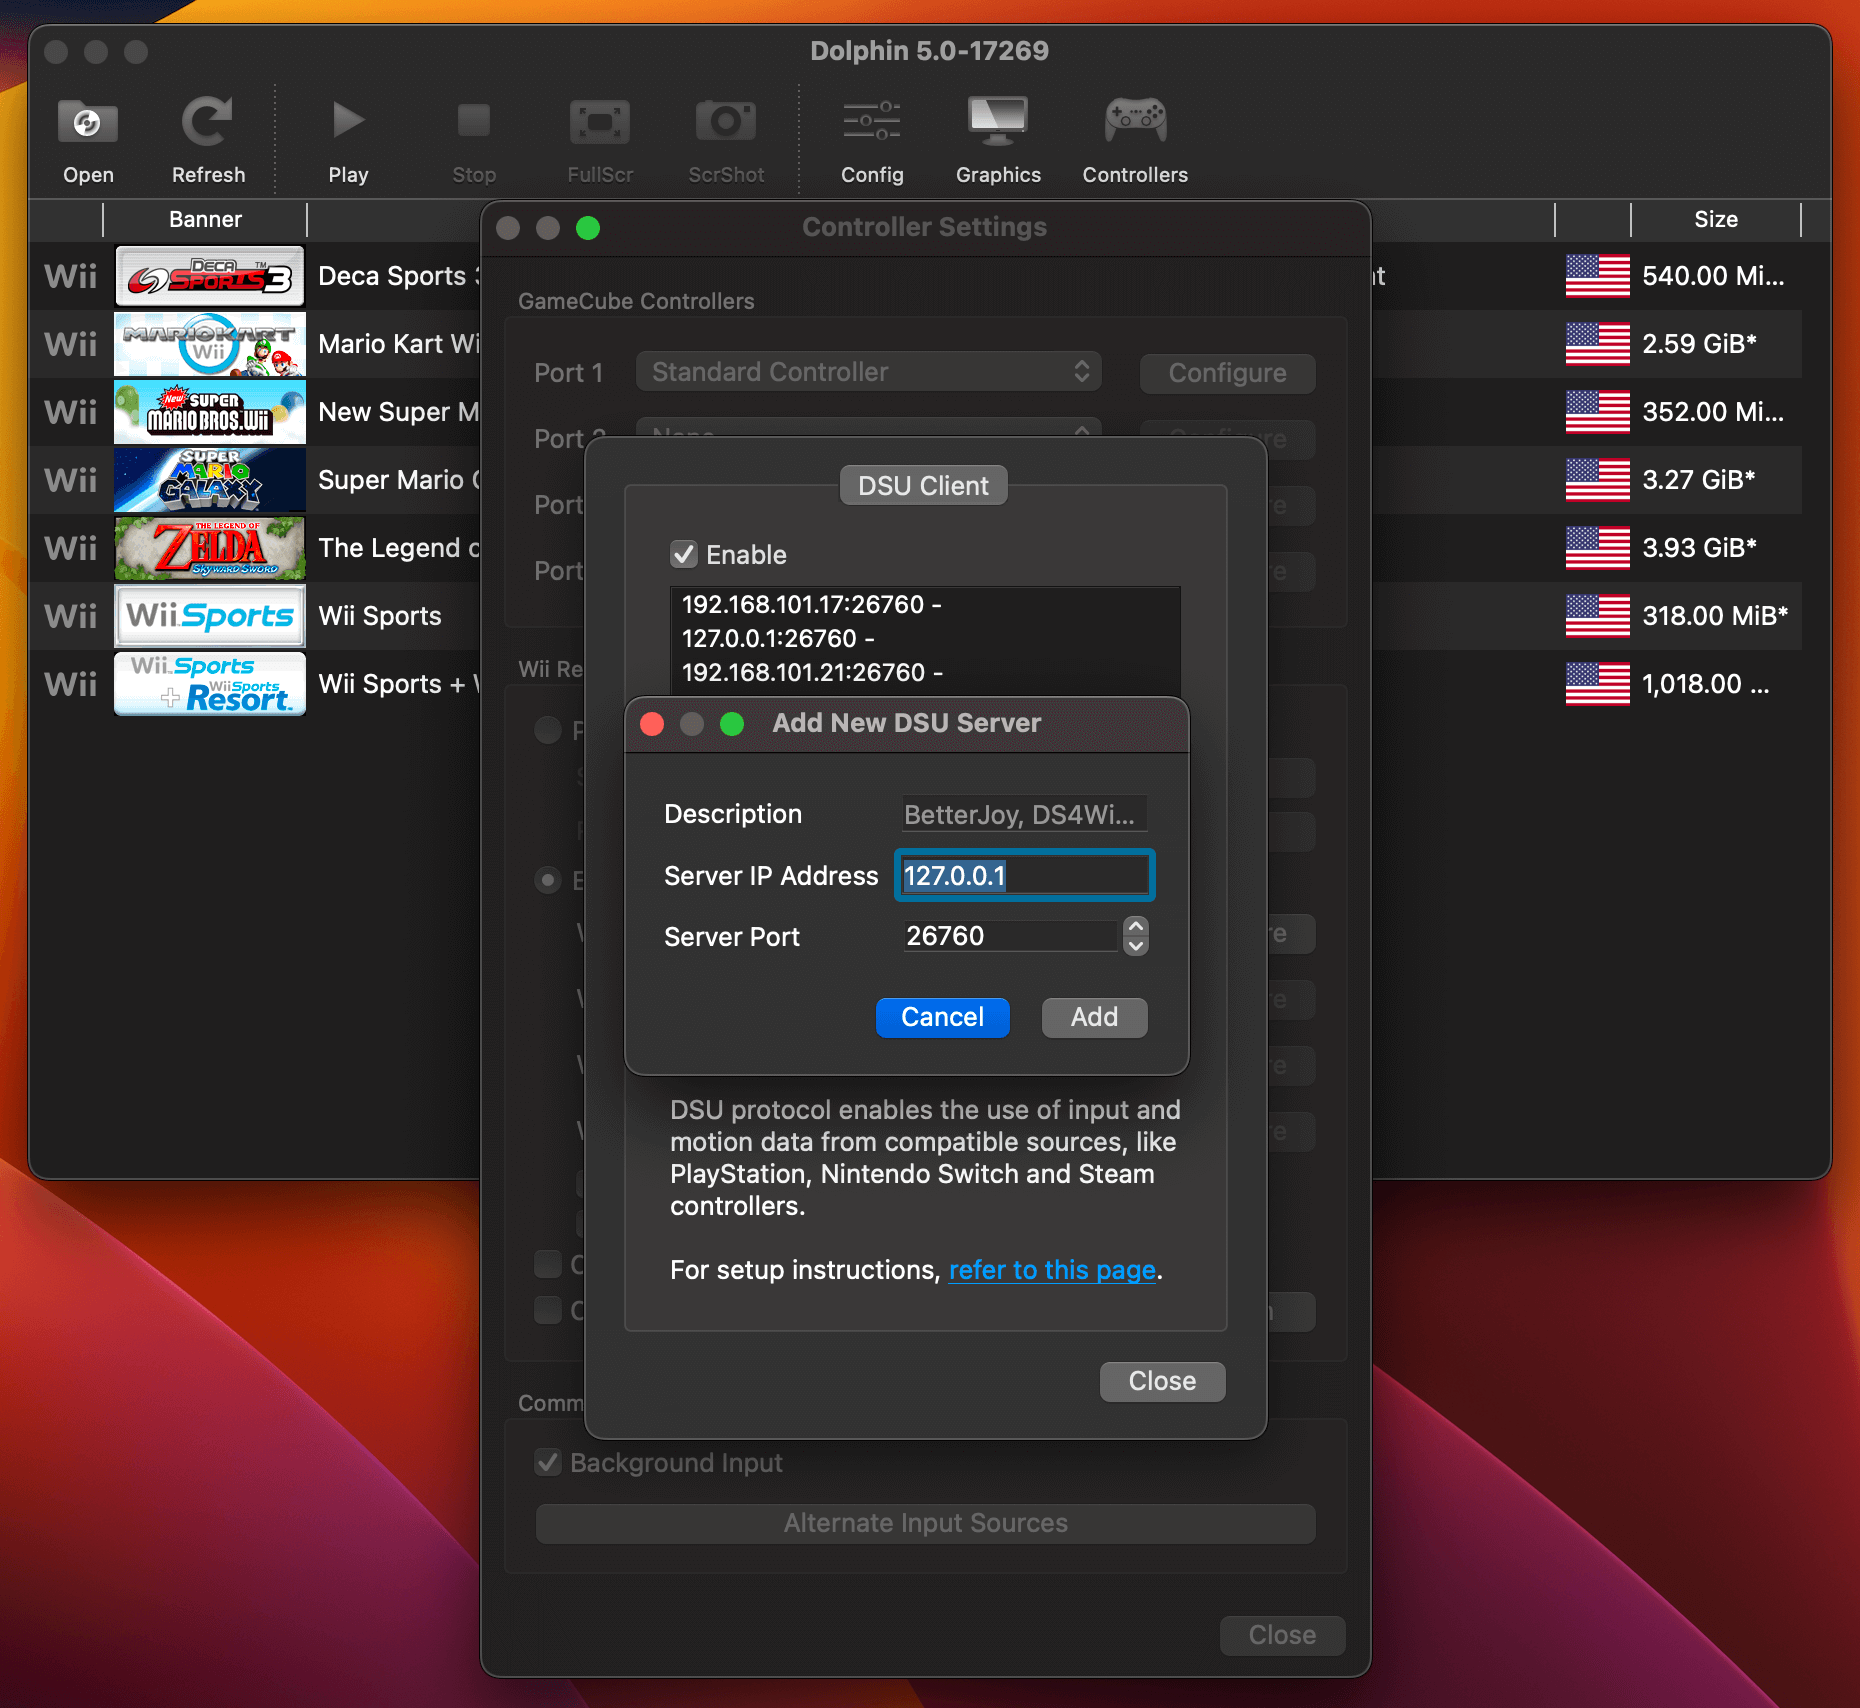 Dolphin 5.0-17269
Open
Refresh
Play
Stop
FullScr
ScrShot
Config
Graphics
Controllers
Banner
Size
Wii
DECA SPORTS 3
Deca Sports
540.00 Mi...
Wii
MARIOKART Wii
Mario Kart Wi
2.59 GiB*
Wii
New SUPER MARIO BROS.Wii
New Super M
352.00 Mi...
Wii
SUPER MARIO GALAXY
Super Mario
3.27 GiB*
Wii
THE LEGEND OF ZELDA SKYWARD SWORD
The Legend
3.93 GiB*
Wii
Wii Sports
Wii Sports
318.00 MiB*
Wii
Wii Sports + Wii Sports Resort
Wii Sports +
1,018.00 ...
Controller Settings
GameCube Controllers
Port 1
Standard Controller
Configure
Port
Port
Port
Wii Re
DSU Client
Enable
192.168.101.17:26760 -
127.0.0.1:26760 -
192.168.101.21:26760 -
Add New DSU Server
Description
BetterJoy, DS4Wi...
Server IP Address
127.0.0.1
Server Port
26760
Cancel
Add
DSU protocol enables the use of input and
motion data from compatible sources, like
PlayStation, Nintendo Switch and Steam
controllers.
For setup instructions, refer to this page.
Close
Comm
Background Input
Alternate Input Sources
Close